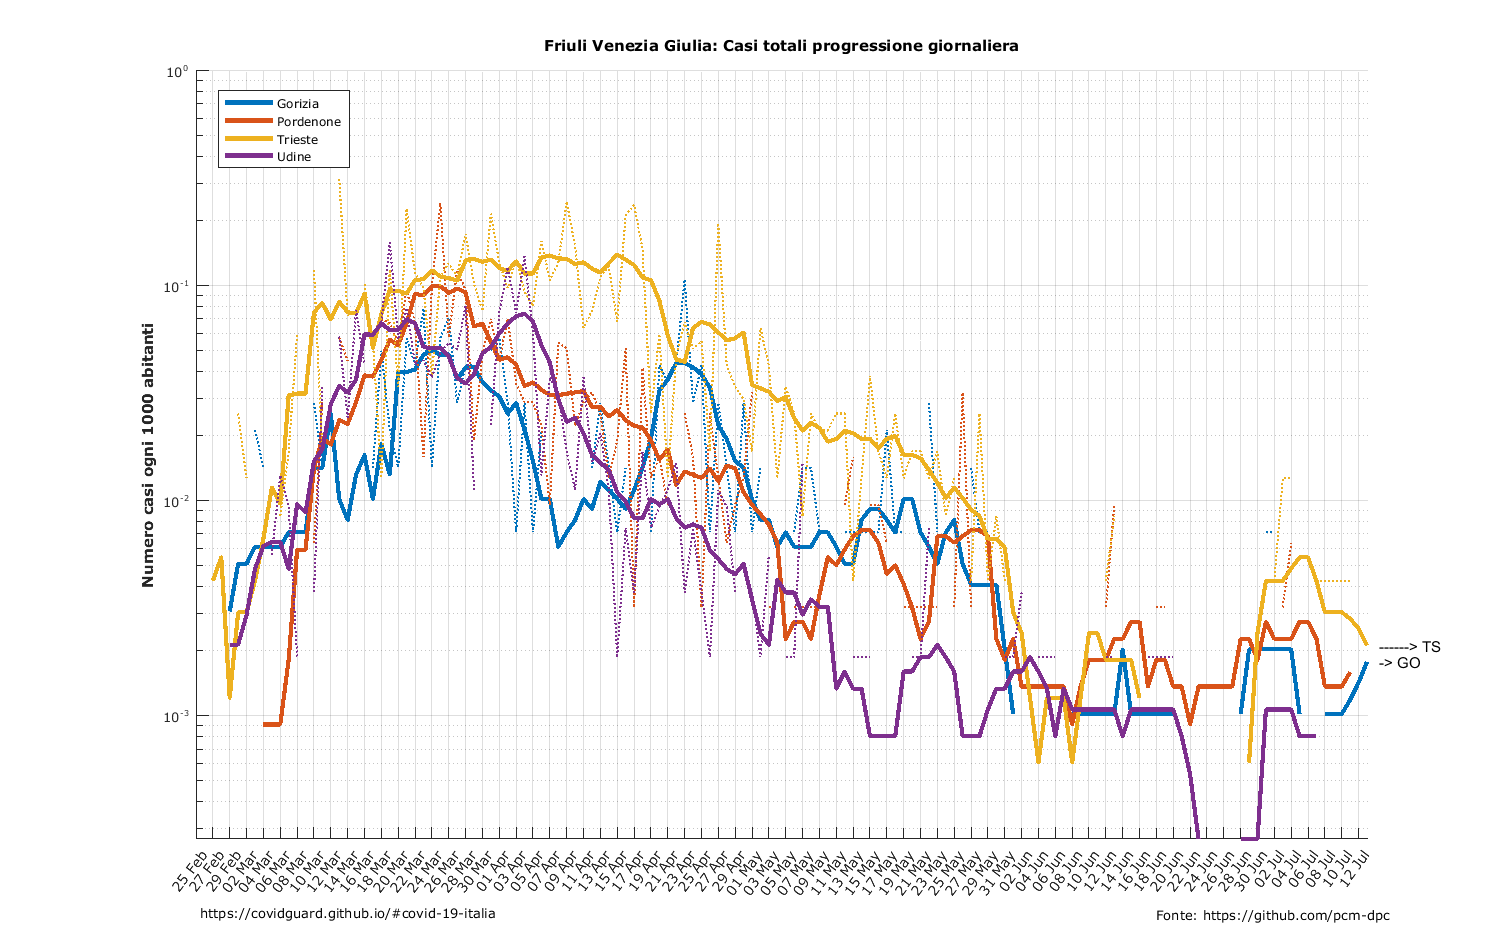 Friuli Venezia Giulia: Casi totali progressione giornaliera
Numero casi ogni 1000 abitanti
10⁰
10⁻¹
10⁻²
10⁻³
Gorizia
Pordenone
Trieste
Udine
------> TS
-> GO
25 Feb
27 Feb
29 Feb
02 Mar
04 Mar
06 Mar
08 Mar
10 Mar
12 Mar
14 Mar
16 Mar
18 Mar
20 Mar
22 Mar
24 Mar
26 Mar
28 Mar
30 Mar
01 Apr
03 Apr
05 Apr
07 Apr
09 Apr
11 Apr
13 Apr
15 Apr
17 Apr
19 Apr
21 Apr
23 Apr
25 Apr
27 Apr
29 Apr
01 May
03 May
05 May
07 May
09 May
11 May
13 May
15 May
17 May
19 May
21 May
23 May
25 May
27 May
29 May
31 May
02 Jun
04 Jun
06 Jun
08 Jun
10 Jun
12 Jun
14 Jun
16 Jun
18 Jun
20 Jun
22 Jun
24 Jun
26 Jun
28 Jun
30 Jun
02 Jul
04 Jul
06 Jul
08 Jul
10 Jul
12 Jul
https://covidguard.github.io/#covid-19-italia
Fonte: https://github.com/pcm-dpc